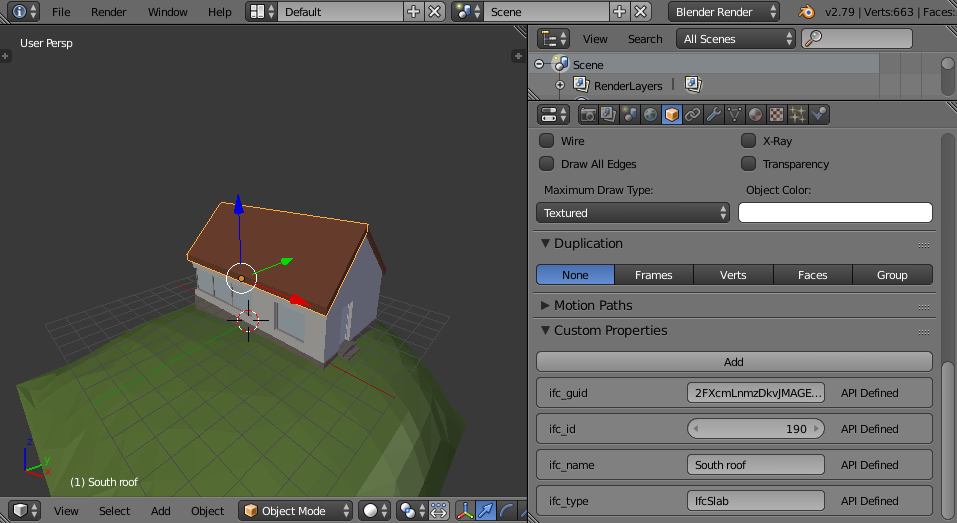 File Render Window Help Default Scene Blender Render v2.79 | Verts:663 | Faces:
User Persp
View Search All Scenes
Scene
RenderLayers
Wire X-Ray
Draw All Edges Transparency
Maximum Draw Type: Object Color:
Textured
Duplication
None Frames Verts Faces Group
Motion Paths
Custom Properties
Add
ifc_guid 2FXcmLnmzDkvJMAGE... API Defined
ifc_id 190 API Defined
ifc_name South roof API Defined
ifc_type IfcSlab API Defined
z
y
x
(1) South roof
View Select Add Object Object Mode